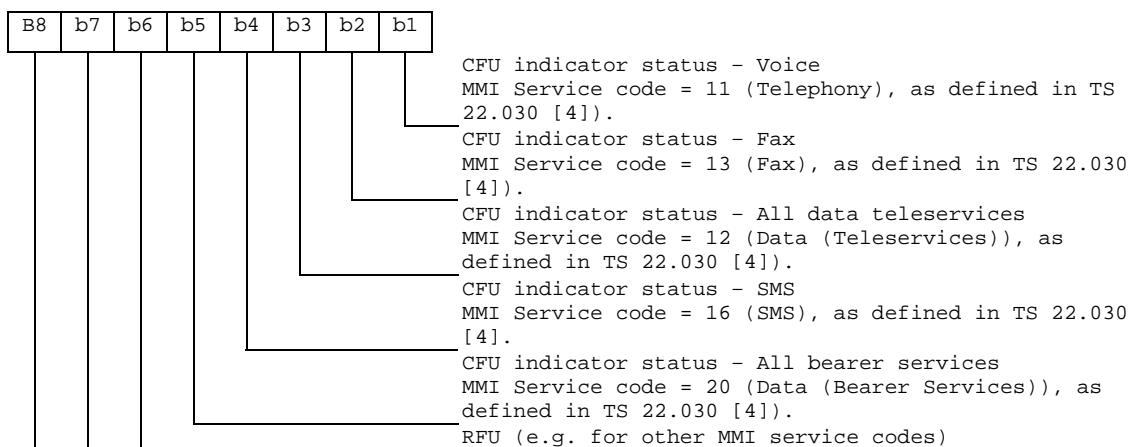 B8 b7 b6 b5 b4 b3 b2 b1
CFU indicator status – Voice
MMI Service code = 11 (Telephony), as defined in TS
22.030 [4]).
CFU indicator status – Fax
MMI Service code = 13 (Fax), as defined in TS 22.030
[4]).
CFU indicator status – All data teleservices
MMI Service code = 12 (Data (Teleservices)), as
defined in TS 22.030 [4]).
CFU indicator status – SMS
MMI Service code = 16 (SMS), as defined in TS 22.030
[4].
CFU indicator status – All bearer services
MMI Service code = 20 (Data (Bearer Services)), as
defined in TS 22.030 [4]).
RFU (e.g. for other MMI service codes)